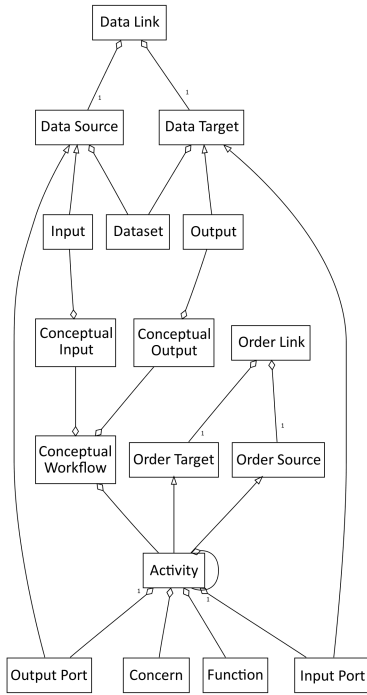 Data Link
1
1
Data Source
Data Target
Input
Dataset
Output
Conceptual
Input
Conceptual
Output
Order Link
1
1
Conceptual
Workflow
Order Target
Order Source
Activity
1
1
Output Port
Concern
Function
Input Port